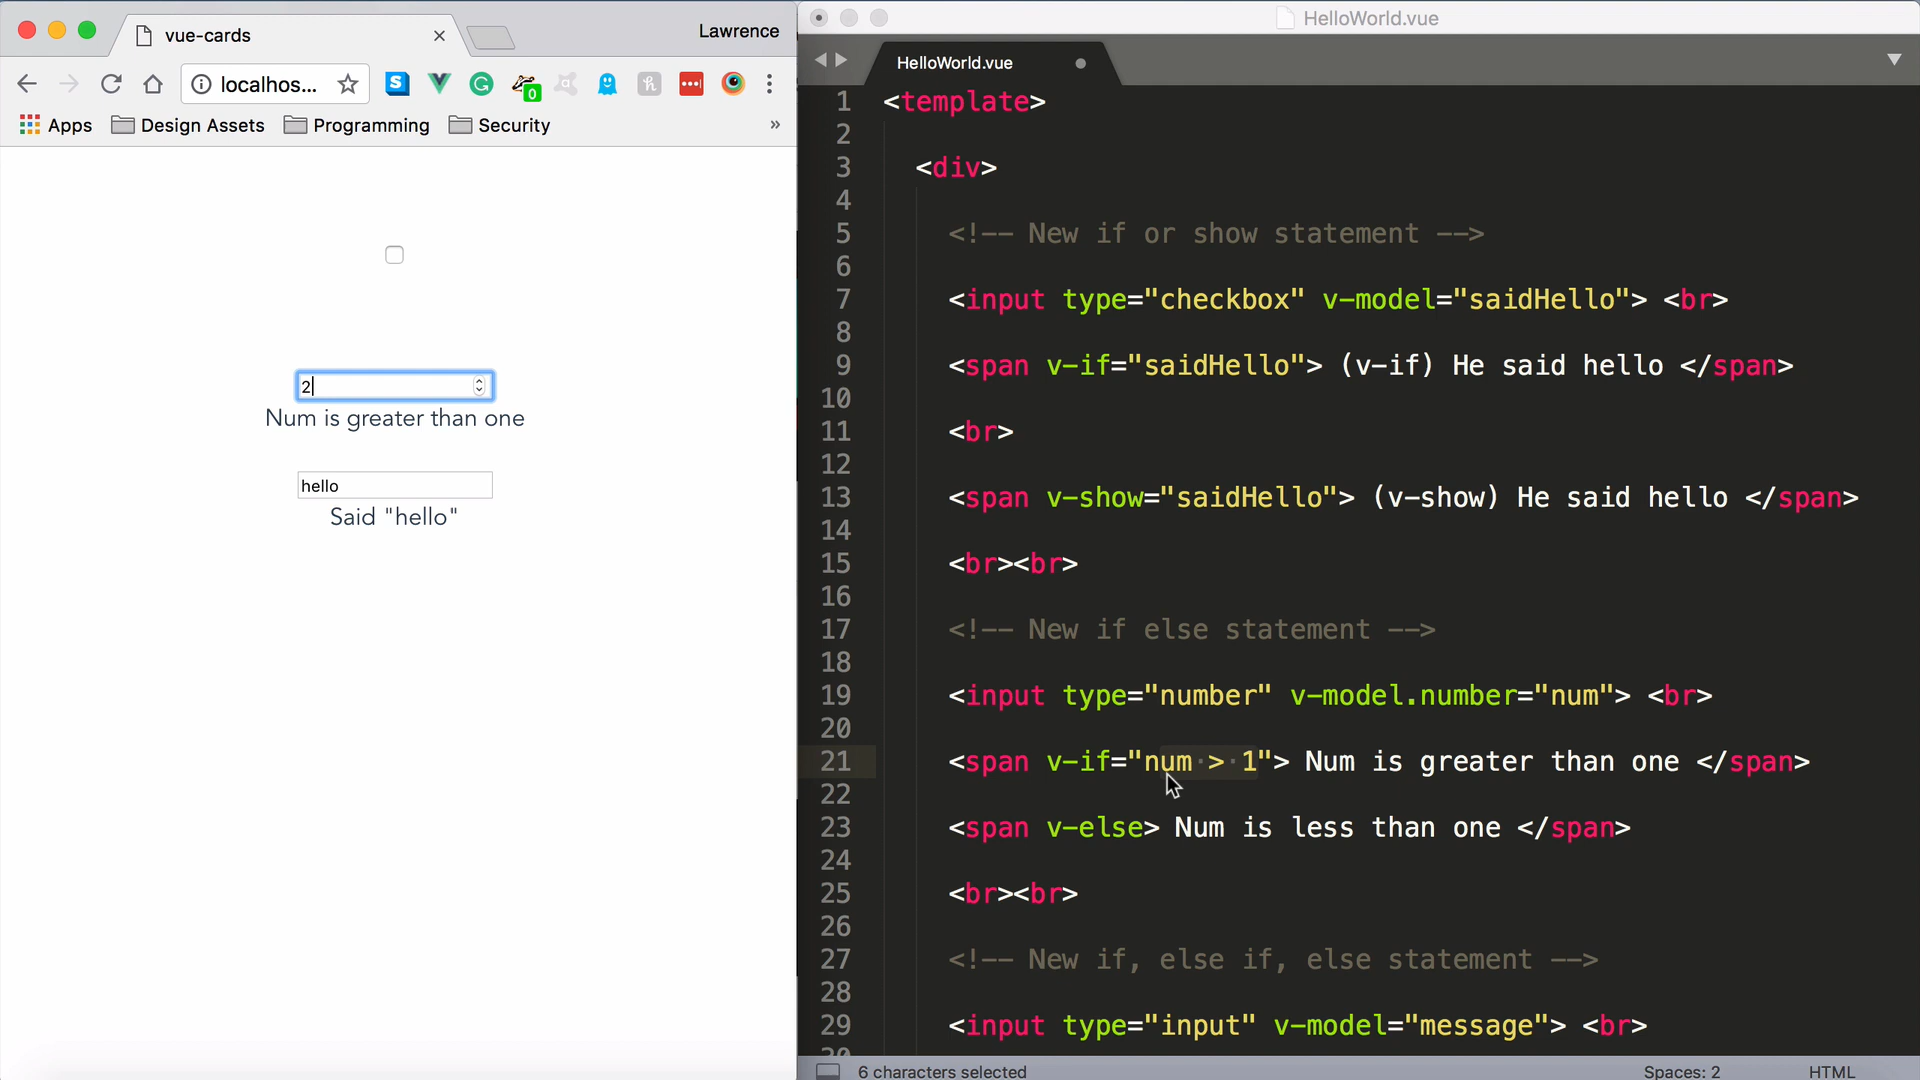 vue-cards
Lawrence
localhos...
0
Apps
Design Assets
Programming
Security
»
2
Num is greater than one
hello
Said "hello"
HelloWorld.vue
HelloWorld.vue
1 <template>
2
3 <div>
4
5 <!-- New if or show statement -->
6
7 <input type="checkbox" v-model="saidHello"> <br>
8
9 <span v-if="saidHello"> (v-if) He said hello </span>
10
11 <br>
12
13 <span v-show="saidHello"> (v-show) He said hello </span>
14
15 <br><br>
16
17 <!-- New if else statement -->
18
19 <input type="number" v-model.number="num"> <br>
20
21 <span v-if="num > 1"> Num is greater than one </span>
22
23 <span v-else> Num is less than one </span>
24
25 <br><br>
26
27 <!-- New if, else if, else statement -->
28
29 <input type="input" v-model="message"> <br>
30
6 characters selected
Spaces: 2
HTML